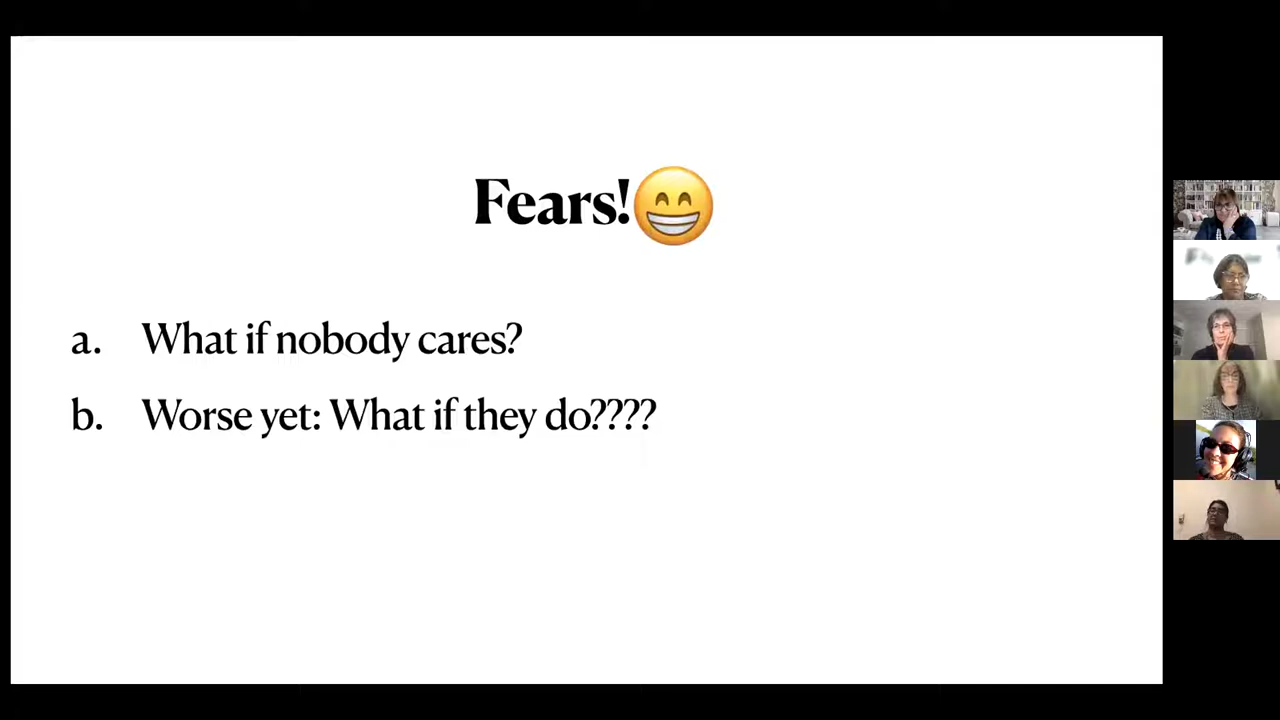 Fears!😁
a. What if nobody cares?
b. Worse yet: What if they do????